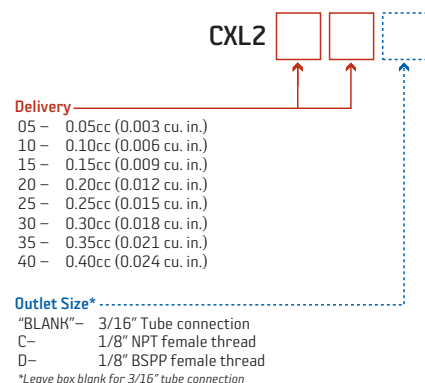 CXL2
Delivery
05 – 0.05cc (0.003 cu. in.)
10 – 0.10cc (0.006 cu. in.)
15 – 0.15cc (0.009 cu. in.)
20 – 0.20cc (0.012 cu. in.)
25 – 0.25cc (0.015 cu. in.)
30 – 0.30cc (0.018 cu. in.)
35 – 0.35cc (0.021 cu. in.)
40 – 0.40cc (0.024 cu. in.)
Outlet Size*
“BLANK”– 3/16” Tube connection
C– 1/8” NPT female thread
D– 1/8” BSPP female thread
*Leave box blank for 3/16” tube connection